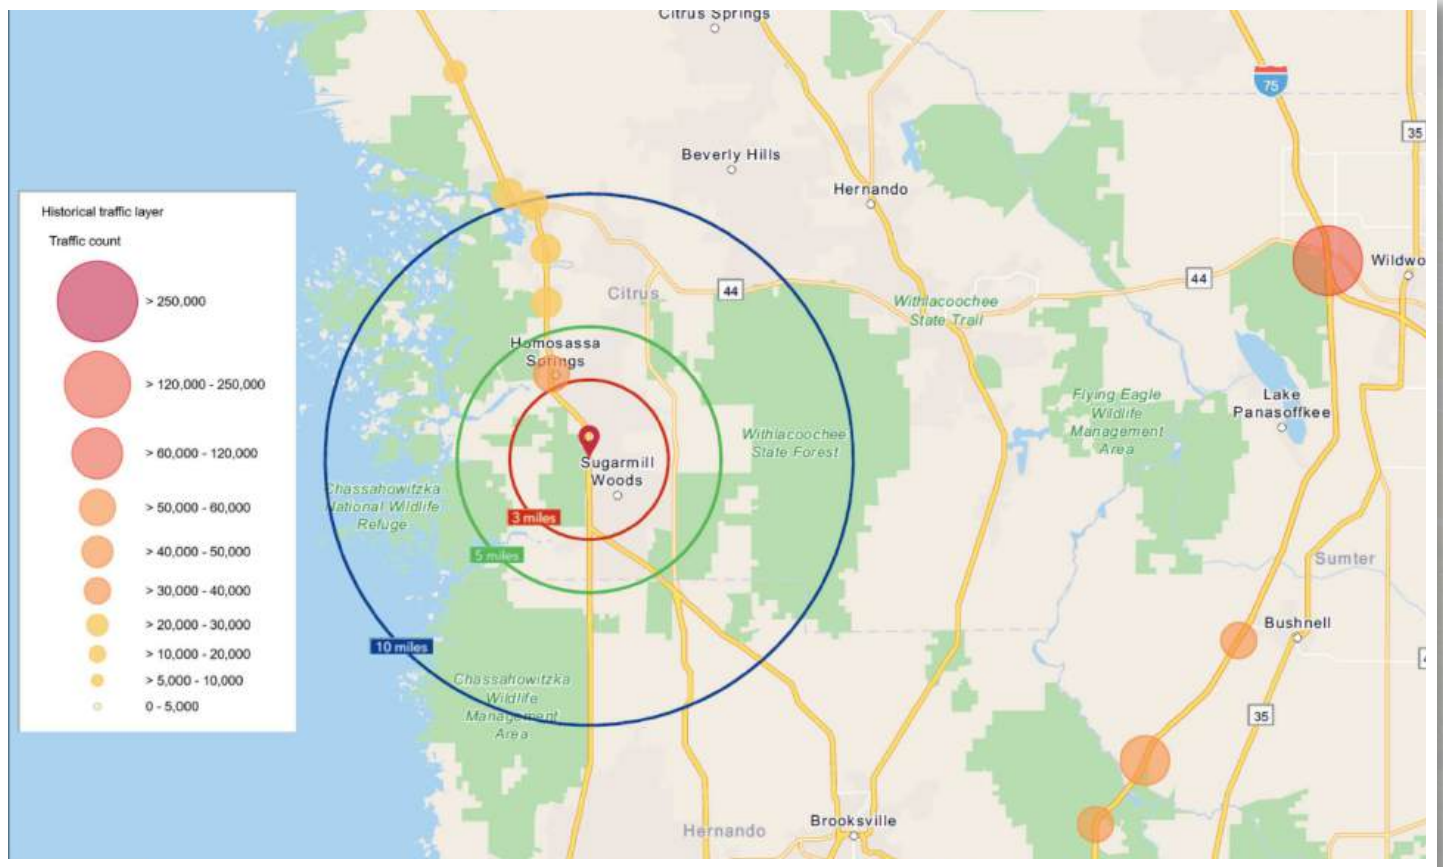 Citrus Springs
75
35
Beverly Hills
Hernando
Historical traffic layer
Traffic count
> 250,000
> 120,000 - 250,000
> 60,000 - 120,000
> 50,000 - 60,000
> 40,000 - 50,000
> 30,000 - 40,000
> 20,000 - 30,000
> 10,000 - 20,000
> 5,000 - 10,000
0 - 5,000
Wildwo
44
44
Citrus
Withlacoochee
State Trail
Homosassa
Springs
Lake
Panasoffkee
Flying Eagle
Wildlife
Management
Area
Withlacoochee
State Forest
Sugarmill
Woods
Chassahowitzka
National Wildlife
Refuge
3 miles
5 miles
10 miles
Sumter
Bushnell
Chassahowitzka
Wildlife
Management
Area
35
Brooksville
Hernando